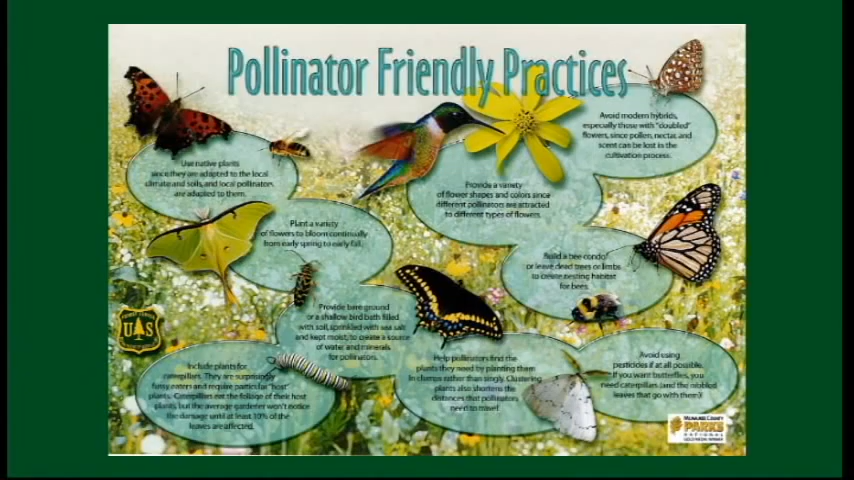 Pollinator Friendly Practices
Use native plants
since they are adapted to the local
climate and soils, and local pollinators
are adapted to them.
Avoid modern hybrids,
especially those with "doubled"
flowers, since pollen, nectar, and
scent can be lost in the
cultivation process.
Provide a variety
of flower shapes and colors since
different pollinators are attracted
to different types of flowers.
Plant a variety
of flowers to bloom continually
from early spring to early fall.
Build a bee condo
or leave dead trees or limbs
to create nesting habitat
for bees.
Provide bare ground
or a shallow bird bath filled
with soil, sprinkled with sea salt
and kept moist, to create a source
of water and minerals
for pollinators.
Include plants for
caterpillars. They are surprisingly
fussy eaters and require particular "host"
plants. Caterpillars eat the foliage of their host
plants, but the average gardener won't notice
the damage until at least 10% of the
leaves are affected.
Help pollinators find the
plants they need by planting them
in clumps rather than singly. Clustering
plants also shortens the
distances that pollinators
need to travel.
Avoid using
pesticides if at all possible.
If you want butterflies, you
need caterpillars (and the nibbled
leaves that go with them)!
FOREST SERVICE
U S
MILWAUKEE COUNTY
PARKS
NATIONAL
GOLD MEDAL WINNER